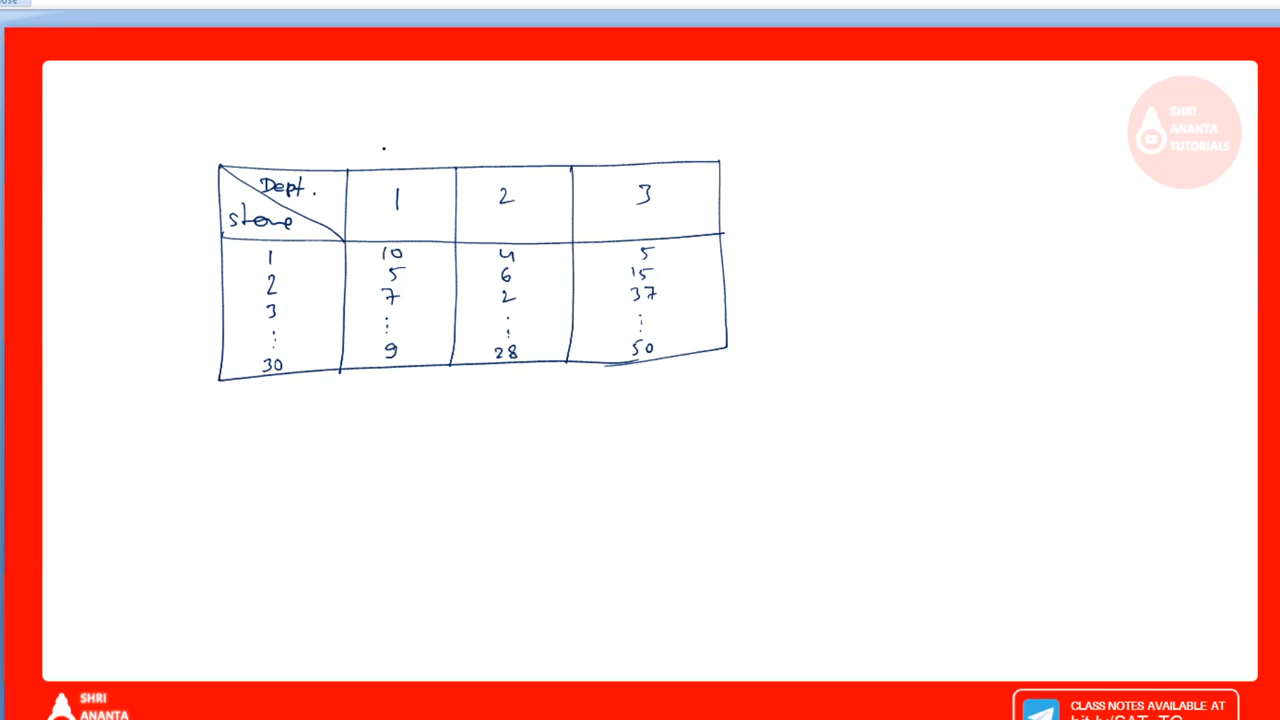 SHRI
ANANTA
TUTORIALS
Dept. 1 2 3
Store
1 10 4 5
2 5 6 15
3 7 2 37
⋮ ⋮ ⋮ ⋮
30 9 28 50
SHRI
ANANTA
CLASS NOTES AVAILABLE AT